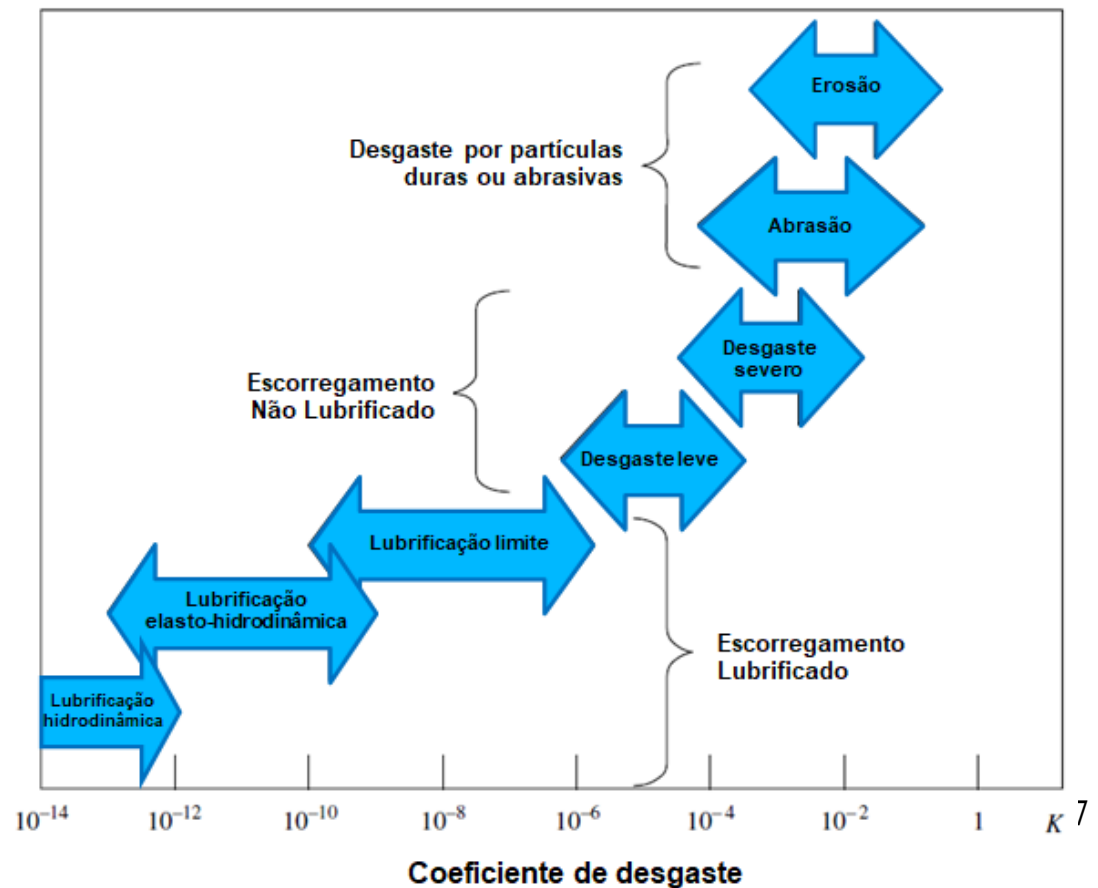 Erosão
Desgaste por partículas
duras ou abrasivas
Abrasão
Desgaste
severo
Escorregamento
Não Lubrificado
Desgaste leve
Lubrificação limite
Lubrificação
elasto-hidrodinâmica
Escorregamento
Lubrificado
Lubrificação
hidrodinâmica
10⁻¹⁴ 10⁻¹² 10⁻¹⁰ 10⁻⁸ 10⁻⁶ 10⁻⁴ 10⁻² 1 K 7
Coeficiente de desgaste